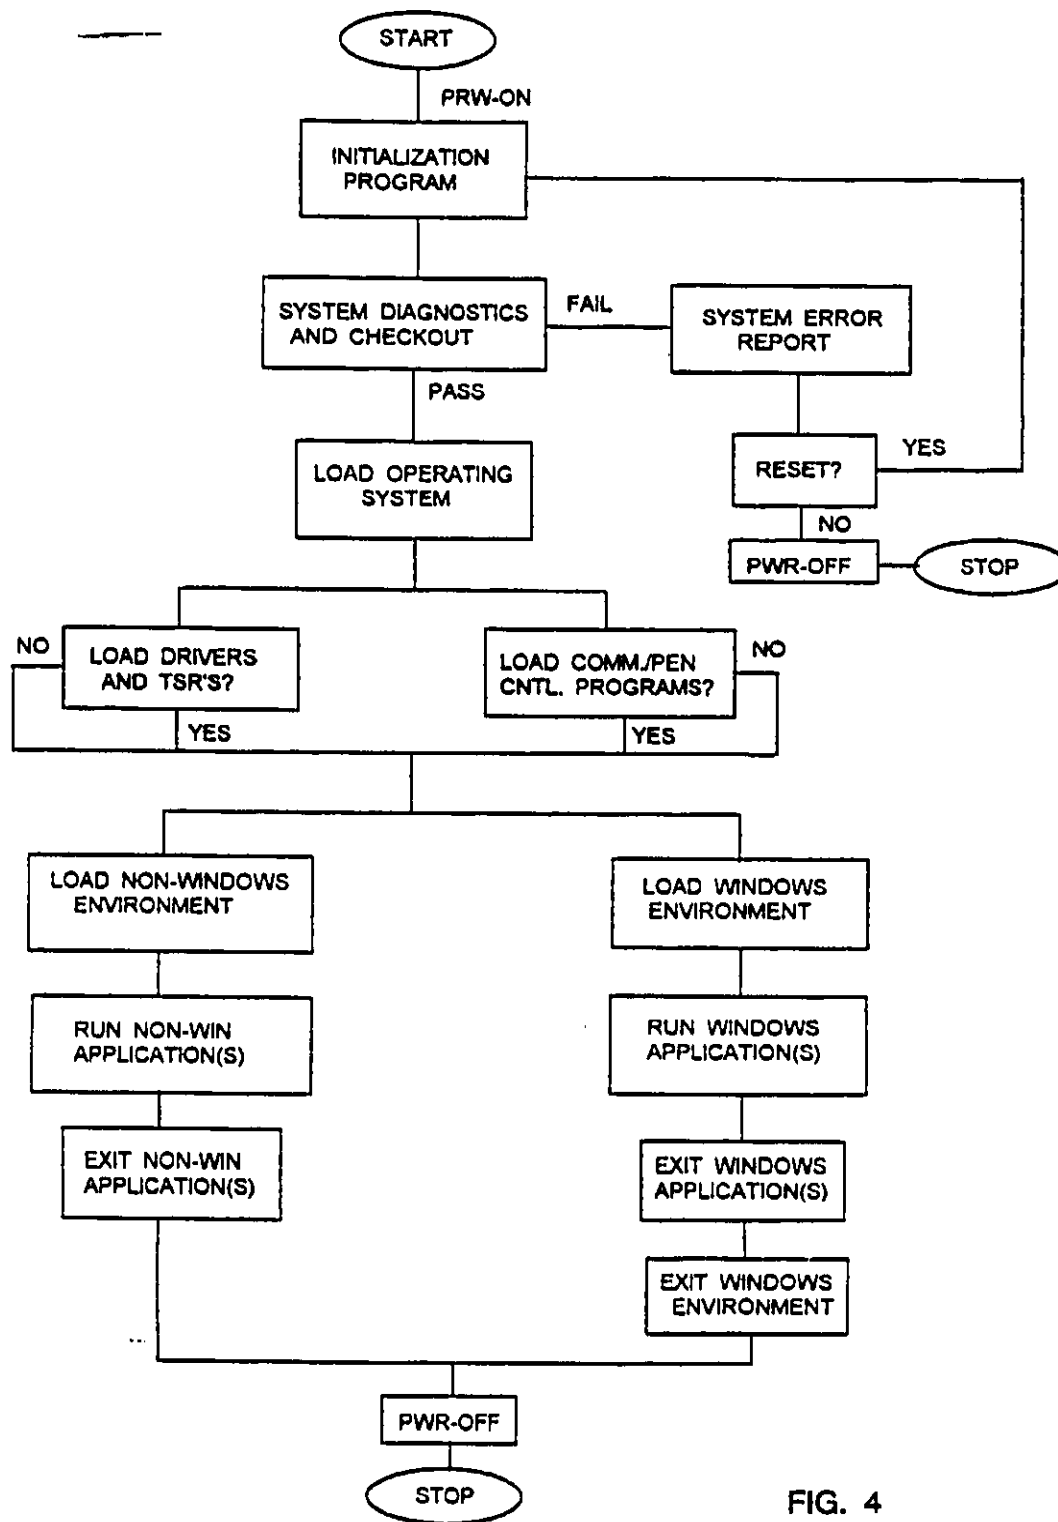 START
PRW-ON
INITIALIZATION
PROGRAM
SYSTEM DIAGNOSTICS
AND CHECKOUT
FAIL
SYSTEM ERROR
REPORT
PASS
LOAD OPERATING
SYSTEM
RESET?
YES
NO
PWR-OFF
STOP
NO
LOAD DRIVERS
AND TSR'S?
YES
LOAD COMM./PEN
CNTL. PROGRAMS?
NO
YES
LOAD NON-WINDOWS
ENVIRONMENT
LOAD WINDOWS
ENVIRONMENT
RUN NON-WIN
APPLICATION(S)
RUN WINDOWS
APPLICATION(S)
EXIT NON-WIN
APPLICATION(S)
EXIT WINDOWS
APPLICATION(S)
EXIT WINDOWS
ENVIRONMENT
PWR-OFF
STOP
FIG. 4